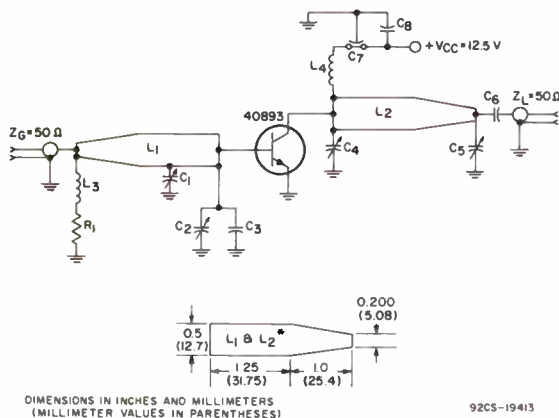 C8
C7
+VCC=12.5 V
L4
40893
C6
ZL=50Ω
ZG=50Ω
L1
L2
C1
C4
C5
L3
R1
C2
C3
0.200
(5.08)
0.5
(12.7)
L1 & L2*
1.25
(31.75)
1.0
(25.4)
DIMENSIONS IN INCHES AND MILLIMETERS
(MILLIMETER VALUES IN PARENTHESES)
92CS-19413